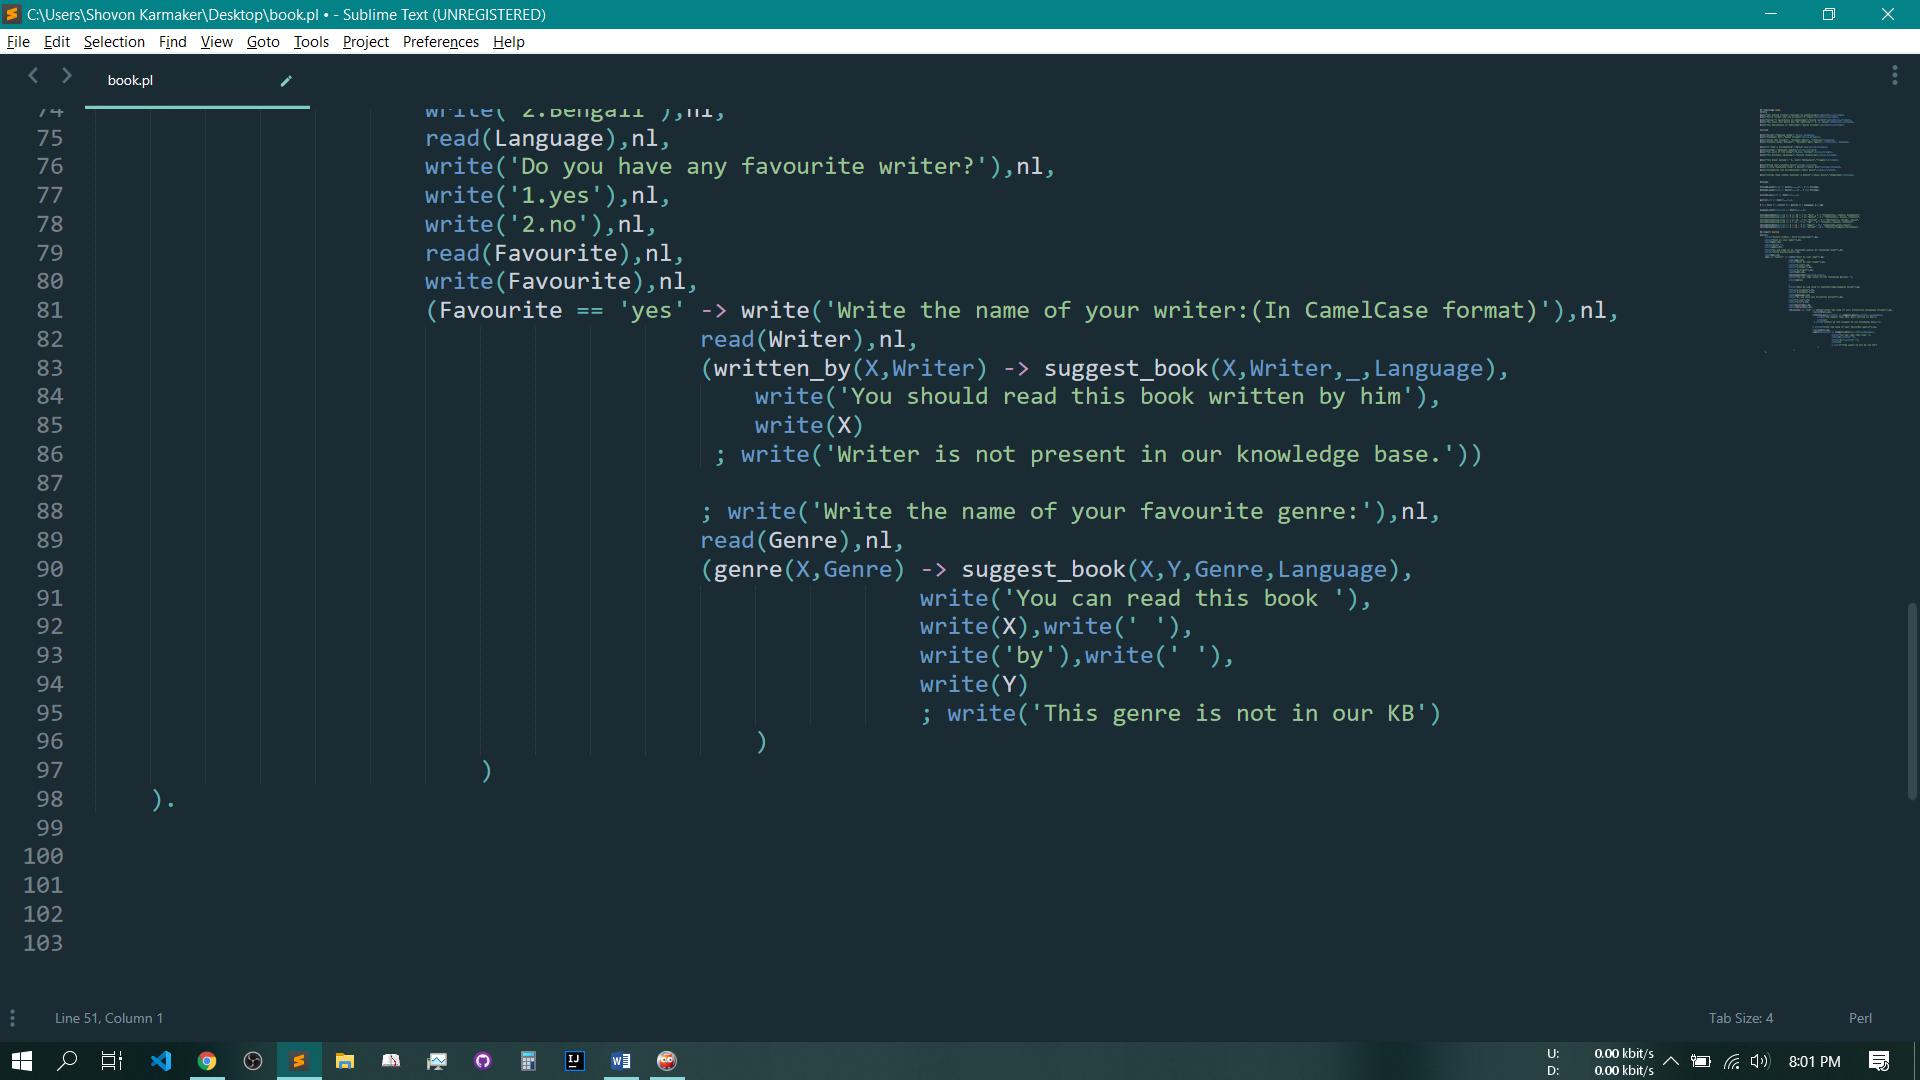 C:\Users\Shovon Karmaker\Desktop\book.pl • - Sublime Text (UNREGISTERED)
File Edit Selection Find View Goto Tools Project Preferences Help
book.pl
74 write('2.Bengali'),nl,
75 read(Language),nl,
76 write('Do you have any favourite writer?'),nl,
77 write('1.yes'),nl,
78 write('2.no'),nl,
79 read(Favourite),nl,
80 write(Favourite),nl,
81 (Favourite == 'yes' -> write('Write the name of your writer:(In CamelCase format)'),nl,
82 read(Writer),nl,
83 (written_by(X,Writer) -> suggest_book(X,Writer,_,Language),
84 write('You should read this book written by him'),
85 write(X)
86 ; write('Writer is not present in our knowledge base.'))
87
88 ; write('Write the name of your favourite genre:'),nl,
89 read(Genre),nl,
90 (genre(X,Genre) -> suggest_book(X,Y,Genre,Language),
91 write('You can read this book '),
92 write(X),write(' '),
93 write('by'),write(' '),
94 write(Y)
95 ; write('This genre is not in our KB')
96 )
97 )
98 ).
99
100
101
102
103
Line 51, Column 1 Tab Size: 4 Perl
U: 0.00 kbit/s
D: 0.00 kbit/s
8:01 PM